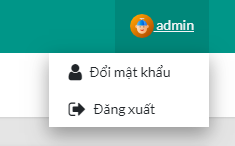 admin
Đổi mật khẩu
Đăng xuất